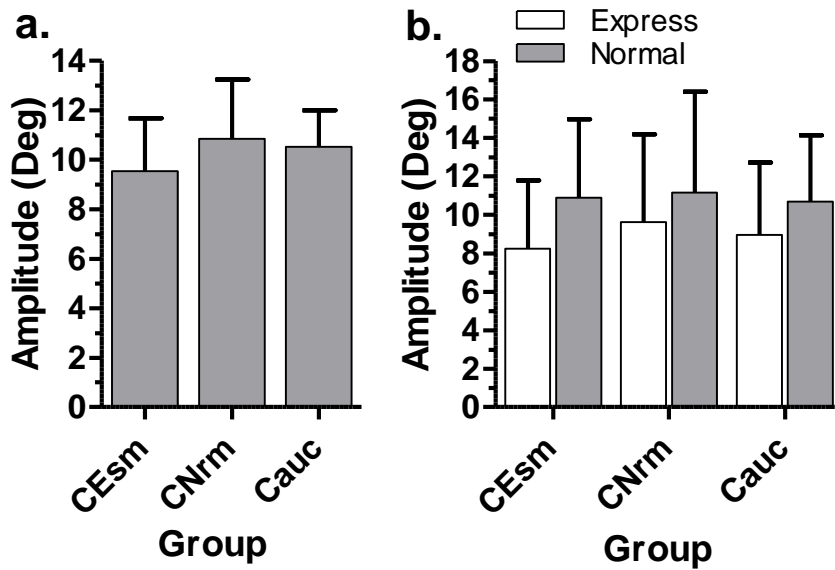 a.
Amplitude (Deg)
14
12
10
8
6
4
2
0
CEsm
CNrm
Cauc
Group
b.
Express
Normal
Amplitude (Deg)
18
16
14
12
10
8
6
4
2
0
CEsm
CNrm
Cauc
Group